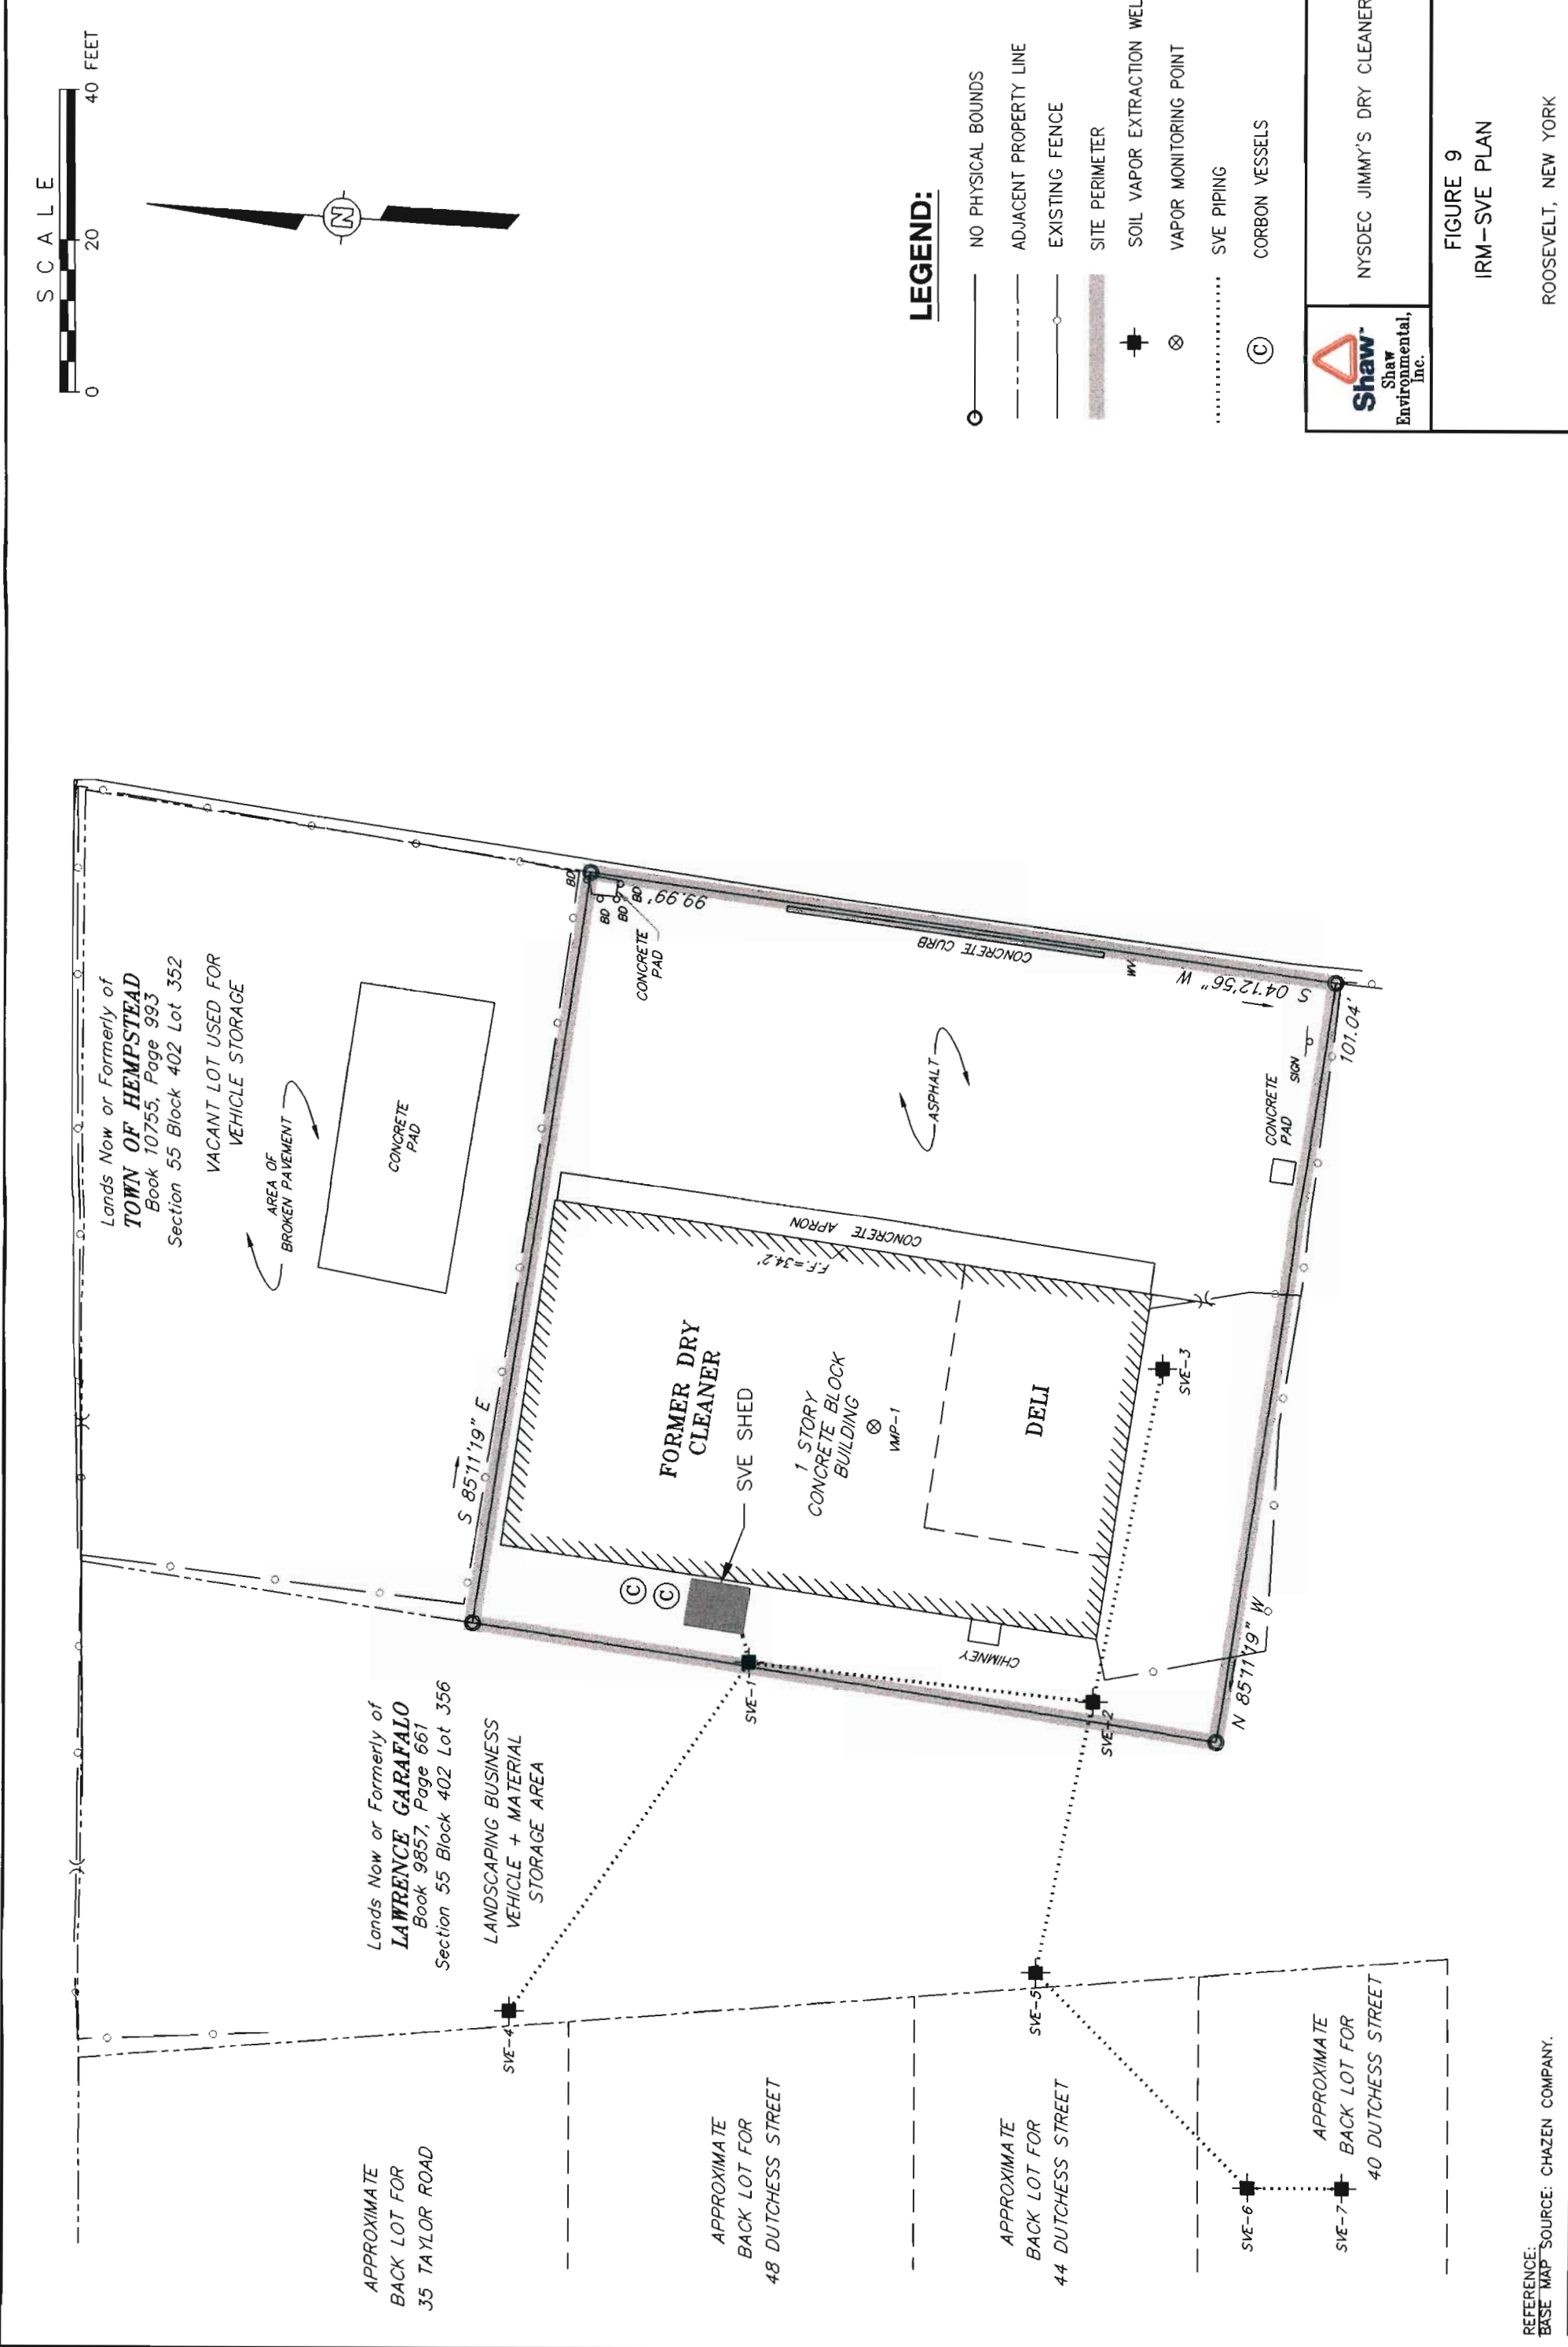 Lands Now or Formerly of
TOWN OF HEMPSTEAD
Book 10755, Page 993
Section 55 Block 402 Lot 352
VACANT LOT USED FOR
VEHICLE STORAGE
AREA OF
BROKEN PAVEMENT
CONCRETE
PAD
SCALE
0
20
40 FEET
N
Lands Now or Formerly of
LAWRENCE GARAFALO
Book 9857, Page 661
Section 55 Block 402 Lot 356
LANDSCAPING BUSINESS
VEHICLE + MATERIAL
STORAGE AREA
APPROXIMATE
BACK LOT FOR
35 TAYLOR ROAD
SVE-4
S 85°11'19" E
BD
BD
BD
BD
CONCRETE
PAD
99.99'
FORMER DRY
CLEANER
SVE SHED
C
C
SVE-1
1 STORY
CONCRETE BLOCK
BUILDING
VMP-1
F.F.=34.2'
CONCRETE APRON
ASPHALT
CONCRETE CURB
WV
S 04°12'56" W
APPROXIMATE
BACK LOT FOR
48 DUTCHESS STREET
CHIMNEY
DELI
SVE-2
SVE-3
SVE-5
APPROXIMATE
BACK LOT FOR
44 DUTCHESS STREET
CONCRETE
PAD
SIGN
101.04'
N 85°11'19" W
SVE-6
SVE-7
APPROXIMATE
BACK LOT FOR
40 DUTCHESS STREET
LEGEND:
NO PHYSICAL BOUNDS
ADJACENT PROPERTY LINE
EXISTING FENCE
SITE PERIMETER
SOIL VAPOR EXTRACTION WEL
VAPOR MONITORING POINT
SVE PIPING
C CORBON VESSELS
Shaw™
Shaw
Environmental,
Inc.
NYSDEC JIMMY'S DRY CLEANER
FIGURE 9
IRM-SVE PLAN
ROOSEVELT, NEW YORK
REFERENCE:
BASE MAP SOURCE: CHAZEN COMPANY.